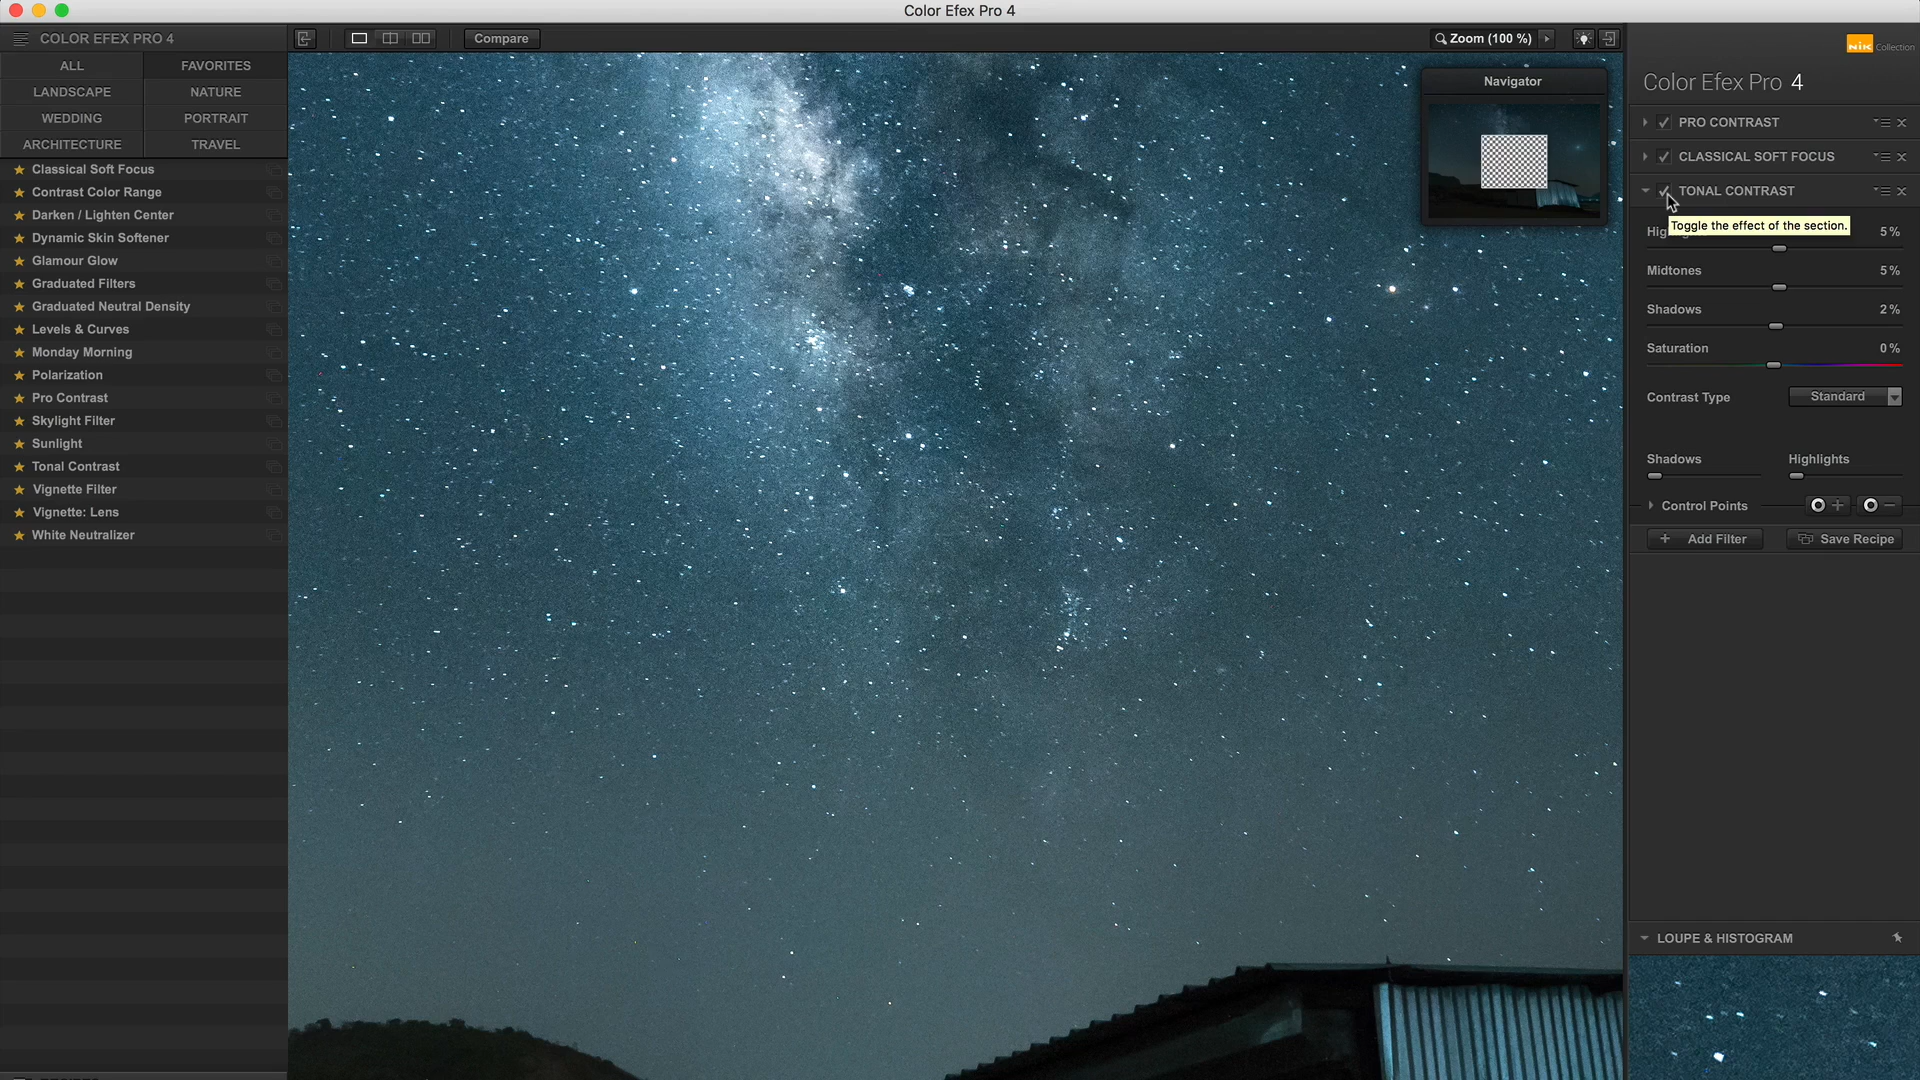 Color Efex Pro 4
COLOR EFEX PRO 4
ALL
FAVORITES
LANDSCAPE
NATURE
WEDDING
PORTRAIT
ARCHITECTURE
TRAVEL
Classical Soft Focus
Contrast Color Range
Darken / Lighten Center
Dynamic Skin Softener
Glamour Glow
Graduated Filters
Graduated Neutral Density
Levels & Curves
Monday Morning
Polarization
Pro Contrast
Skylight Filter
Sunlight
Tonal Contrast
Vignette Filter
Vignette: Lens
White Neutralizer
Compare
Zoom (100 %)
Navigator
Nik Collection
Color Efex Pro 4
PRO CONTRAST
CLASSICAL SOFT FOCUS
TONAL CONTRAST
Toggle the effect of the section.
5%
Midtones 5%
Shadows 2%
Saturation 0%
Contrast Type Standard
Shadows Highlights
Control Points
+ Add Filter
Save Recipe
LOUPE & HISTOGRAM